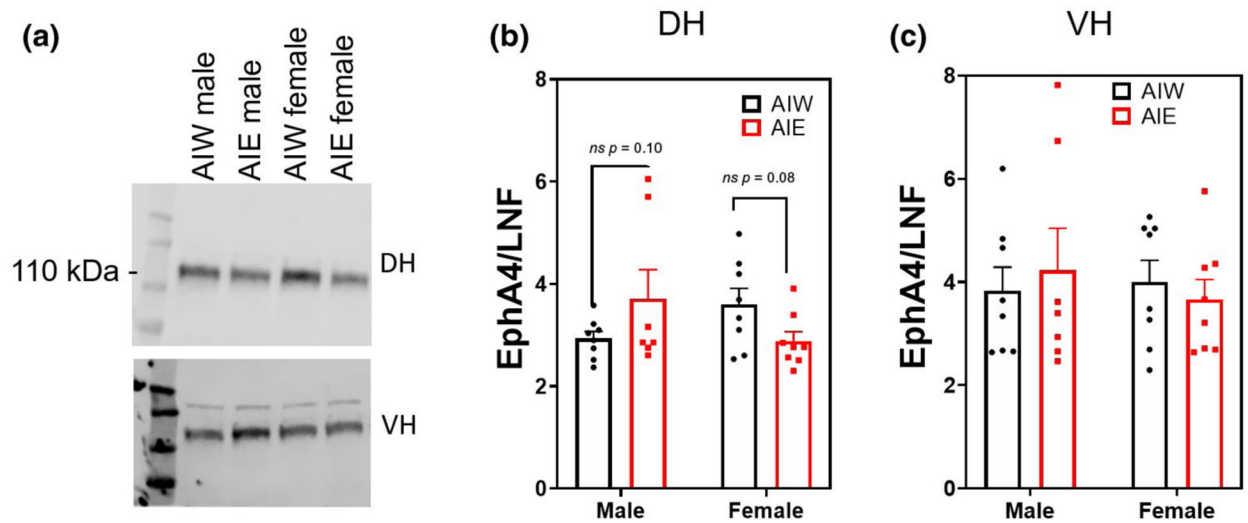 (a)
AIW male
AIE male
AIW female
AIE female
110 kDa -
DH
VH
(b)
DH
EphA4/LNF
8
6
4
2
0
AIW
AIE
ns p = 0.10
ns p = 0.08
Male
Female
(c)
VH
EphA4/LNF
8
6
4
2
0
AIW
AIE
Male
Female